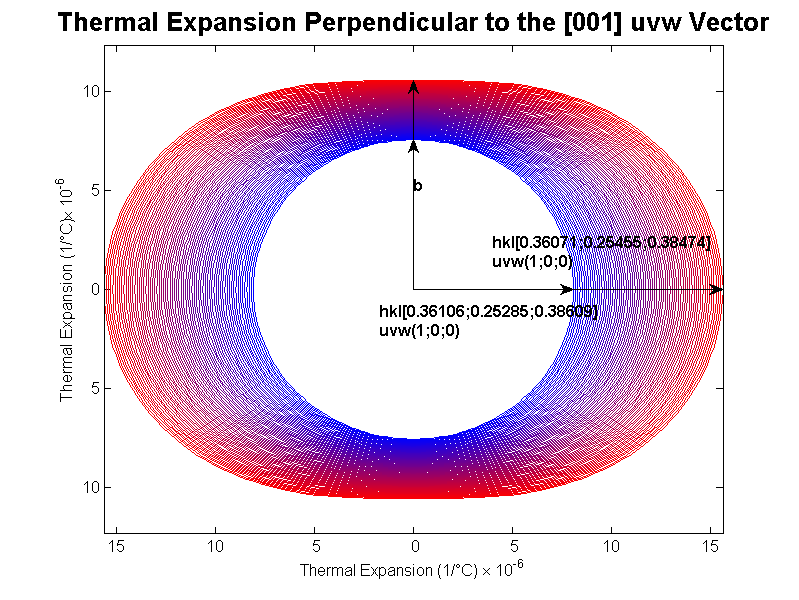 Thermal Expansion Perpendicular to the [001] uvw Vector
10
5
0
5
10
Thermal Expansion (1/°C)× 10⁻⁶
b
hkl[0.36071;0.25455;0.38474]
uvw(1;0;0)
hkl[0.36106;0.25285;0.38609]
uvw(1;0;0)
15 10 5 0 5 10 15
Thermal Expansion (1/°C) × 10⁻⁶